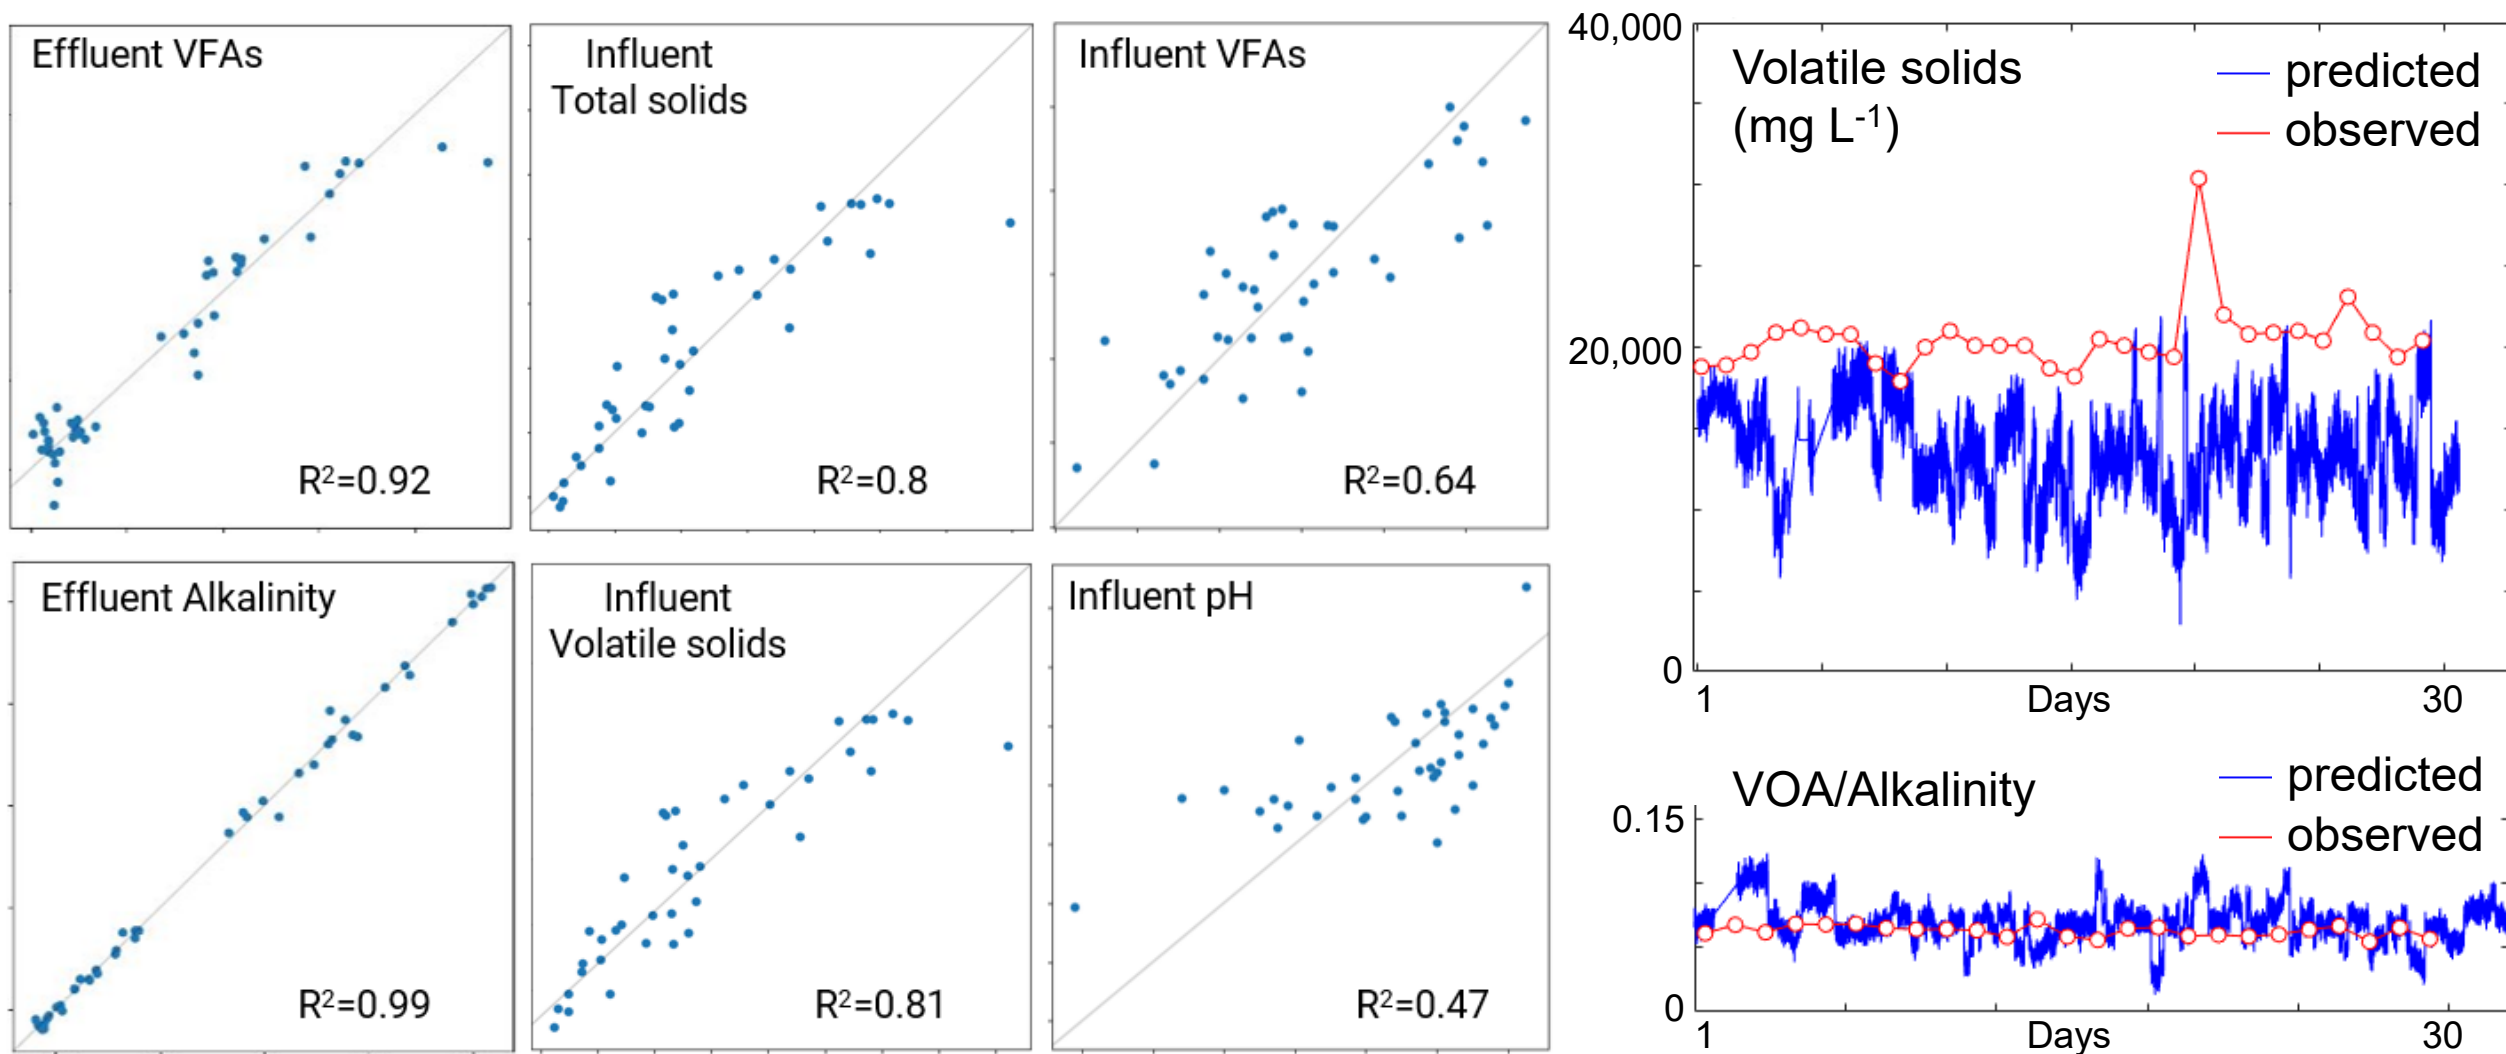 Effluent VFAs
R²=0.92
Influent
Total solids
R²=0.8
Influent VFAs
R²=0.64
Effluent Alkalinity
R²=0.99
Influent
Volatile solids
R²=0.81
Influent pH
R²=0.47
40,000
Volatile solids
(mg L⁻¹)
predicted
observed
20,000
0
1
Days
30
VOA/Alkalinity
predicted
observed
0.15
0
1
Days
30